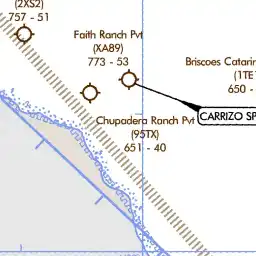 (2XS2)
757 - 51
Faith Ranch Pvt
(XA89)
773 - 53
Briscoes Catarin
(1TE
650 -
CARRIZO SP
Chupadera Ranch Pvt
(95TX)
651 - 40